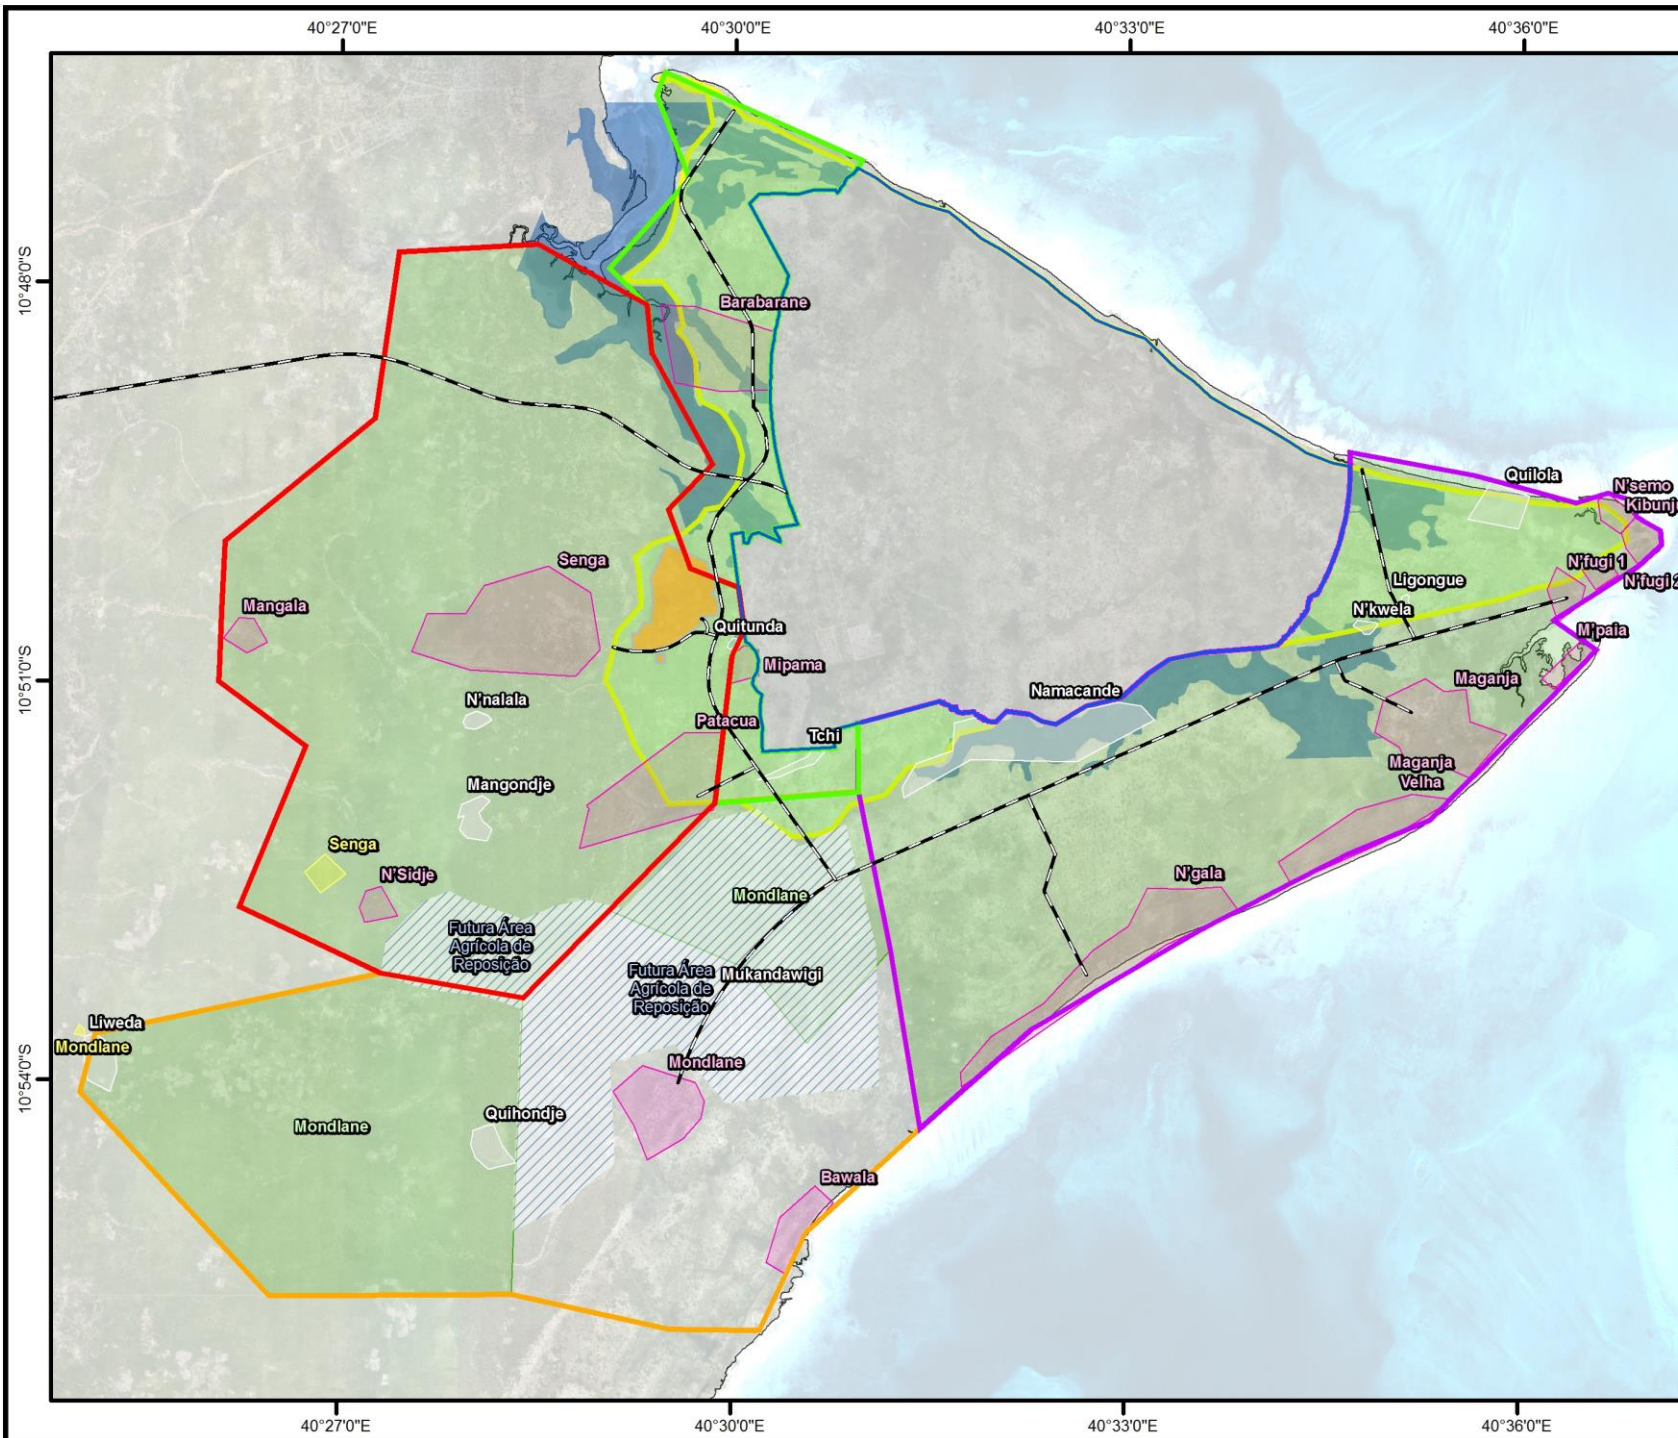 40°27'0"E
40°30'0"E
40°33'0"E
40°36'0"E
10°48'0"S
Barabarane
Quilola
N'semo
Kibunj
Senga
N'fugi 1
Ligongue
N'fugi 2
Mangala
N'kwela
Quitunda
M'paia
Mipama
10°51'0"S
Maganja
N'nalala
Namacande
Patacua
Tchi
Maganja
Velha
Mangondje
Senga
N'Sidje
N'gala
Mondlane
Futura Área
Agrícola de
Reposição
Futura Área
Agrícola de
Reposição
Mukandawigi
Liweda
Mondlane
Mondlane
10°54'0"S
Quihondje
Mondlane
Bawala
40°27'0"E
40°30'0"E
40°33'0"E
40°36'0"E